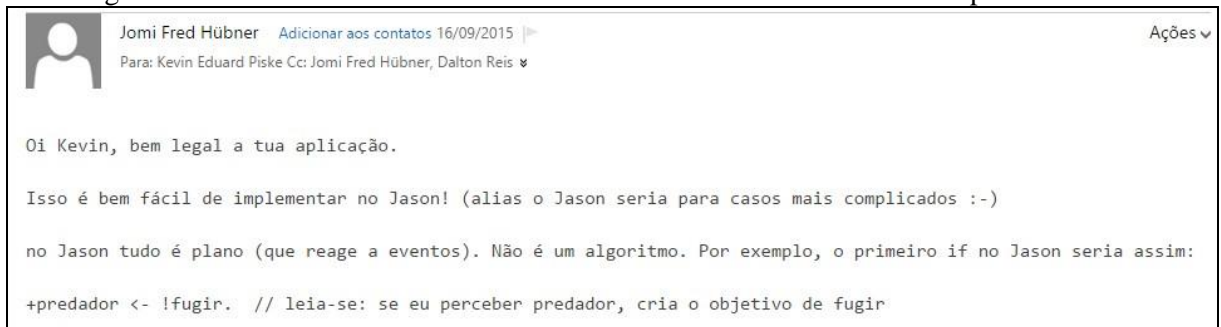 Jomi Fred Hübner Adicionar aos contatos 16/09/2015
Ações
Para: Kevin Eduard Piske Cc: Jomi Fred Hübner, Dalton Reis
Oi Kevin, bem legal a tua aplicação.
Isso é bem fácil de implementar no Jason! (alias o Jason seria para casos mais complicados :-)
no Jason tudo é plano (que reage a eventos). Não é um algoritmo. Por exemplo, o primeiro if no Jason seria assim:
+predador <- !fugir. // leia-se: se eu perceber predador, cria o objetivo de fugir